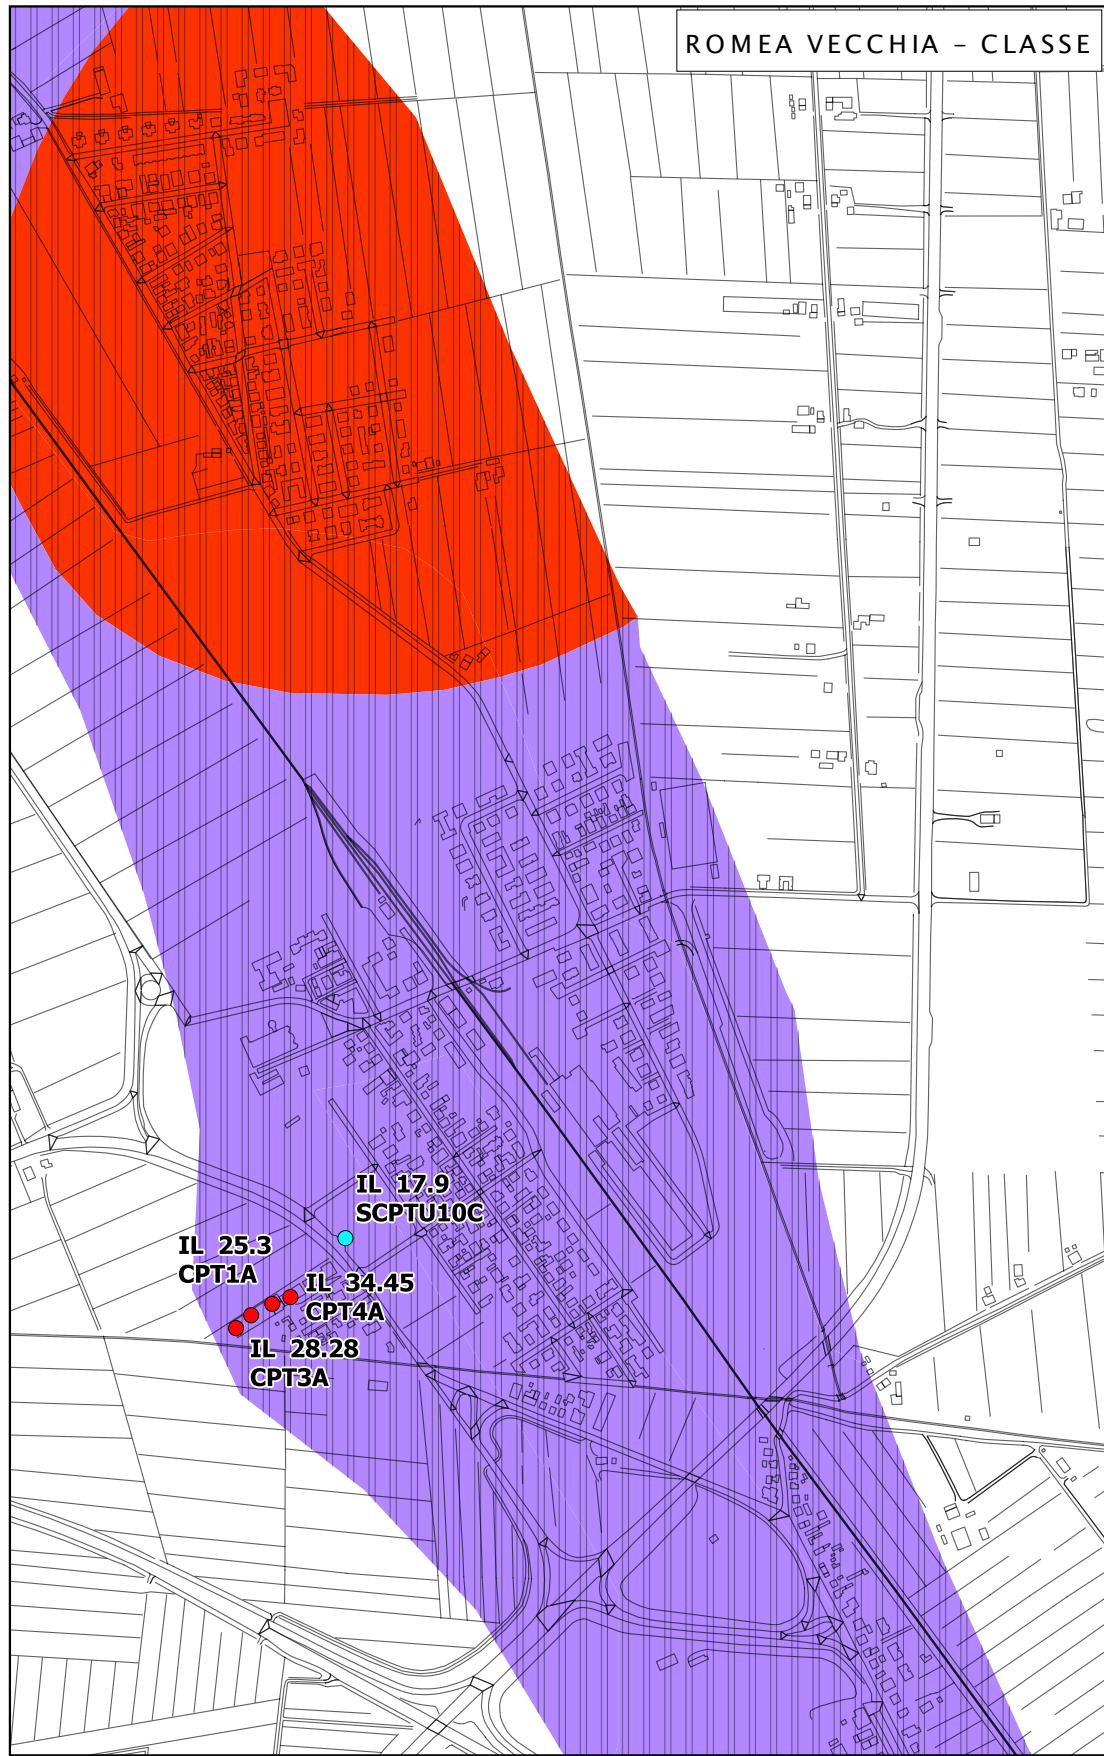 ROMEA VECCHIA – CLASSE
IL 17.9
SCPTU10C
IL 25.3
CPT1A
IL 34.45
CPT4A
IL 28.28
CPT3A